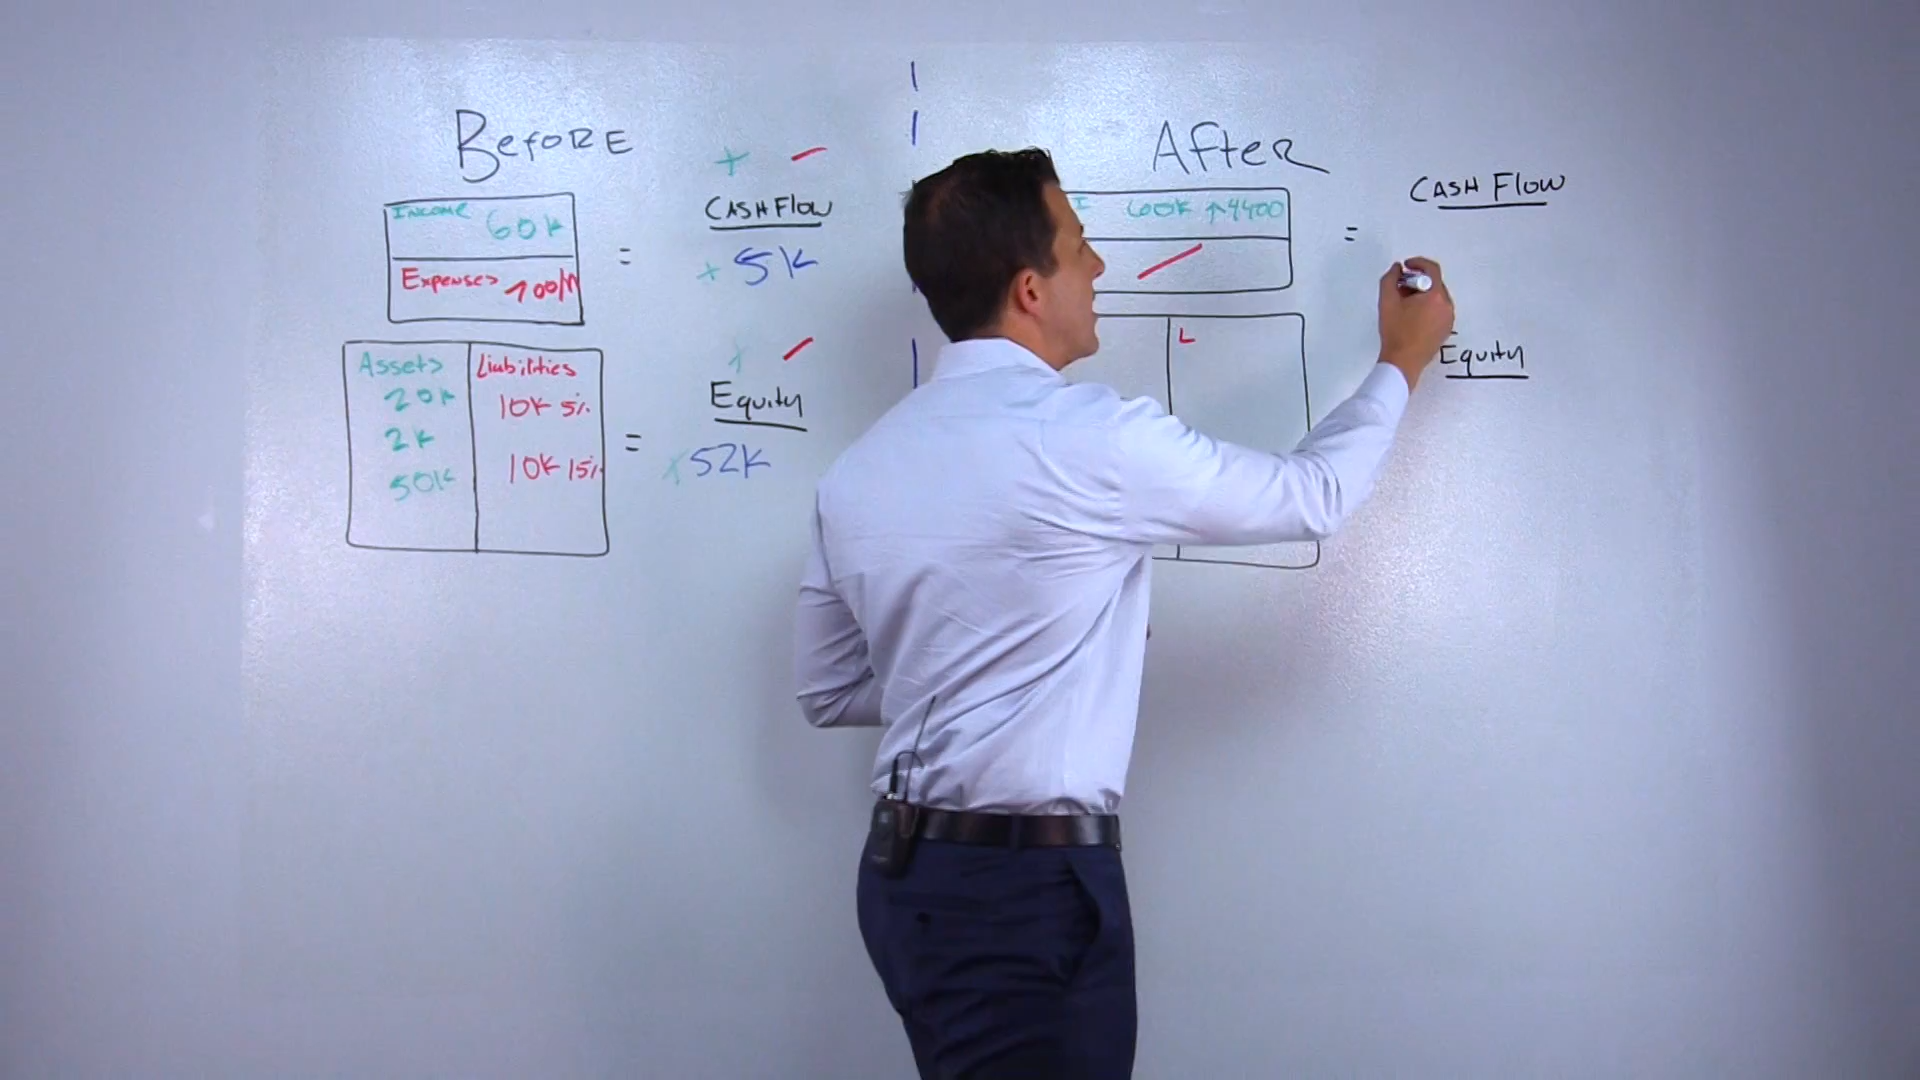 Before
+ -
Income 60K
Expenses 700/M
=
CASH Flow
+ 5K
Assets
20K
2K
50K
Liabilities
10K 5%
10K 15%
=
+ -
Equity
+52K
After
I 60K ↑4400
-
=
CASH Flow
L
Equity